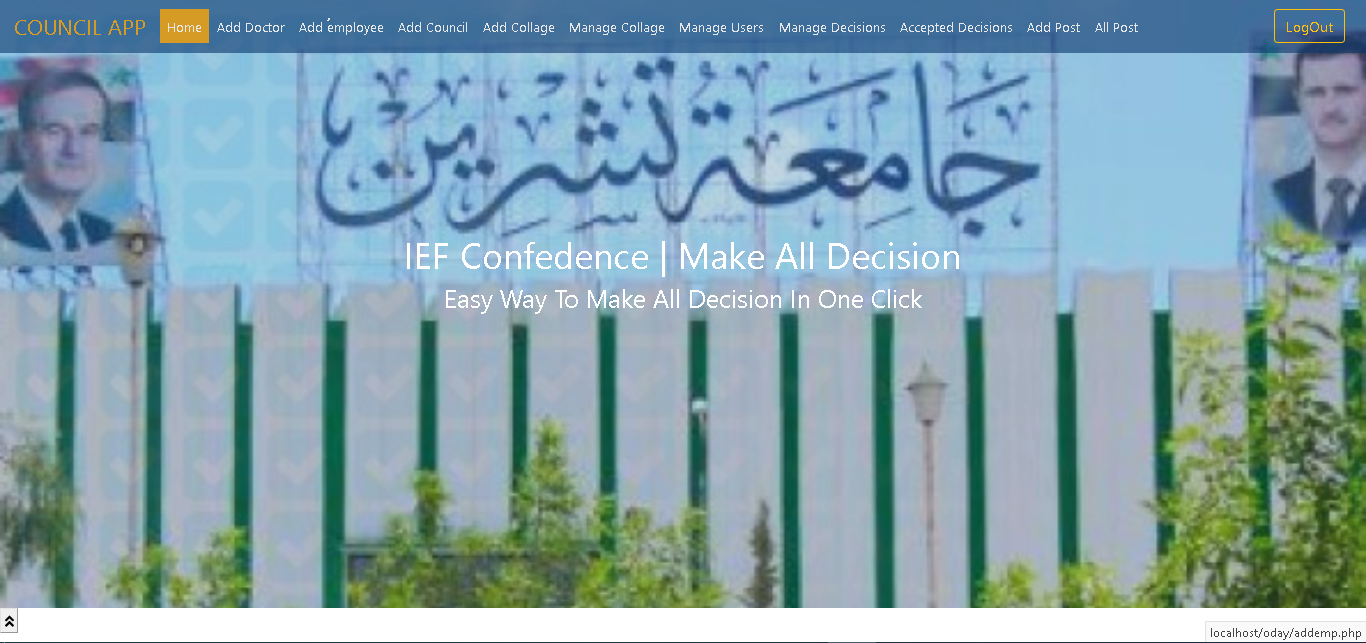 COUNCIL APP Home Add Doctor Add employee Add Council Add Collage Manage Collage Manage Users Manage Decisions Accepted Decisions Add Post All Post LogOut
جامعة تشرين
IEF Confedence | Make All Decision
Easy Way To Make All Decision In One Click
localhost/oday/addemp.php